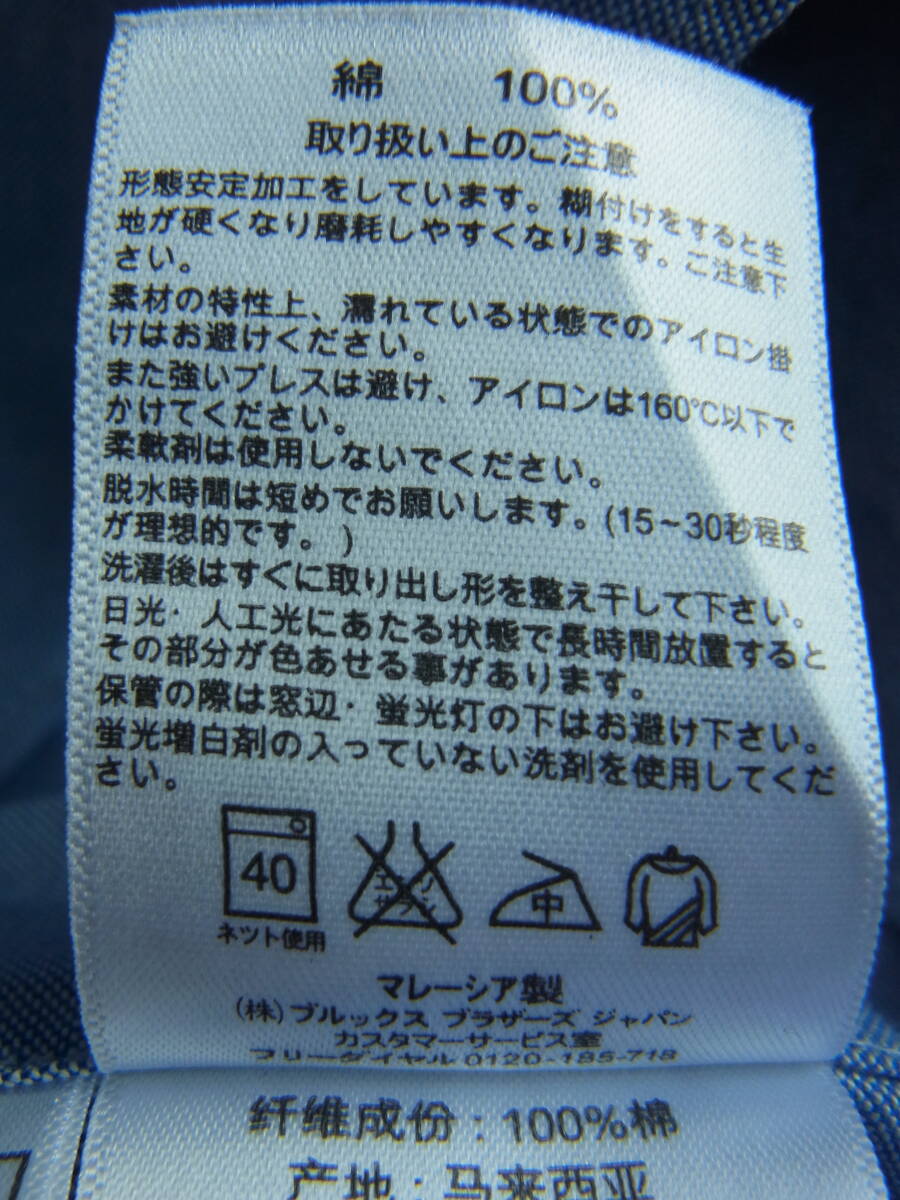 綿 100%
取り扱い上のご注意
形態安定加工をしています。糊付けをすると生
地が硬くなり磨耗しやすくなります。ご注意下
さい。
素材の特性上、濡れている状態でのアイロン掛
けはお避けください。
また強いプレスは避け、アイロンは160℃以下で
かけてください。
柔軟剤は使用しないでください。
脱水時間は短めでお願いします。(15~30秒程度
が理想的です。)
洗濯後はすぐに取り出し形を整え干して下さい。
日光・人工光にあたる状態で長時間放置すると
その部分が色あせる事があります。
保管の際は窓辺・蛍光灯の下はお避け下さい。
蛍光増白剤の入っていない洗剤を使用してくだ
さい。
40
エンソ
サラシ
中
ネット使用
マレーシア製
(株)ブルックス ブラザーズ ジャパン
カスタマーサービス室
フリーダイヤル 0120-185-718
纤维成份:100%棉
产地:马来西亚